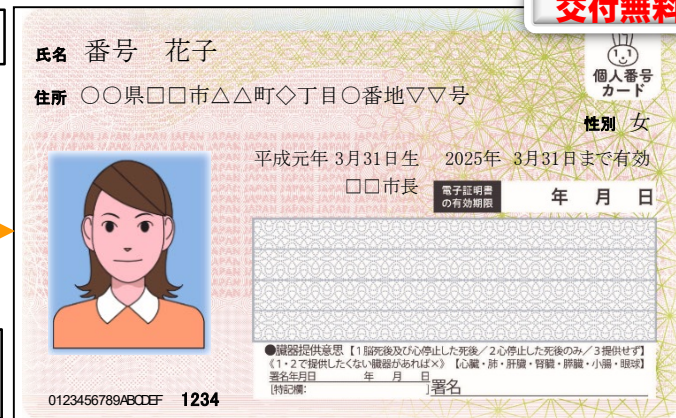 交付無料
氏名 番号 花子
個人番号
カード
住所 ○○県□□市△△町◇丁目○番地▽▽号
性別 女
平成元年 3月31日生 2025年 3月31日まで有効
□□市長
電子証明書
の有効期限
年 月 日
●臓器提供意思【1 脳死後及び心停止した死後／2 心停止した死後のみ／3 提供せず】
《1・2で提供したくない臓器があれば×》【心臓・肺・肝臓・腎臓・膵臓・小腸・眼球】
署名年月日 年 月 日
[特記欄: ]署名
0123456789ABCDEF 1234